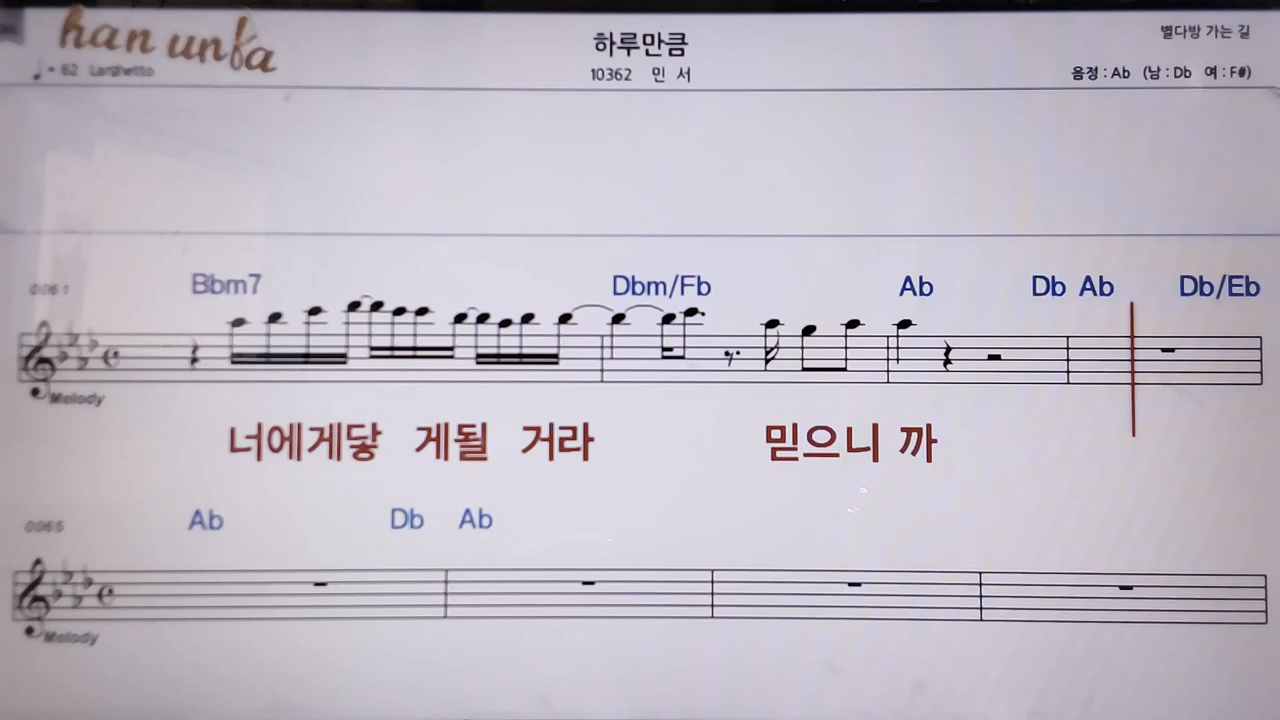 han unfa
하루만큼
별다방 가는 길
♩= 62 Larghetto
10362 민 서
음정 : Ab (남 : Db 여 : F#)
0061
Bbm7 Dbm/Fb Ab Db Ab Db/Eb
Melody
너에게닿 게될 거라 믿으니 까
0065
Ab Db Ab
Melody